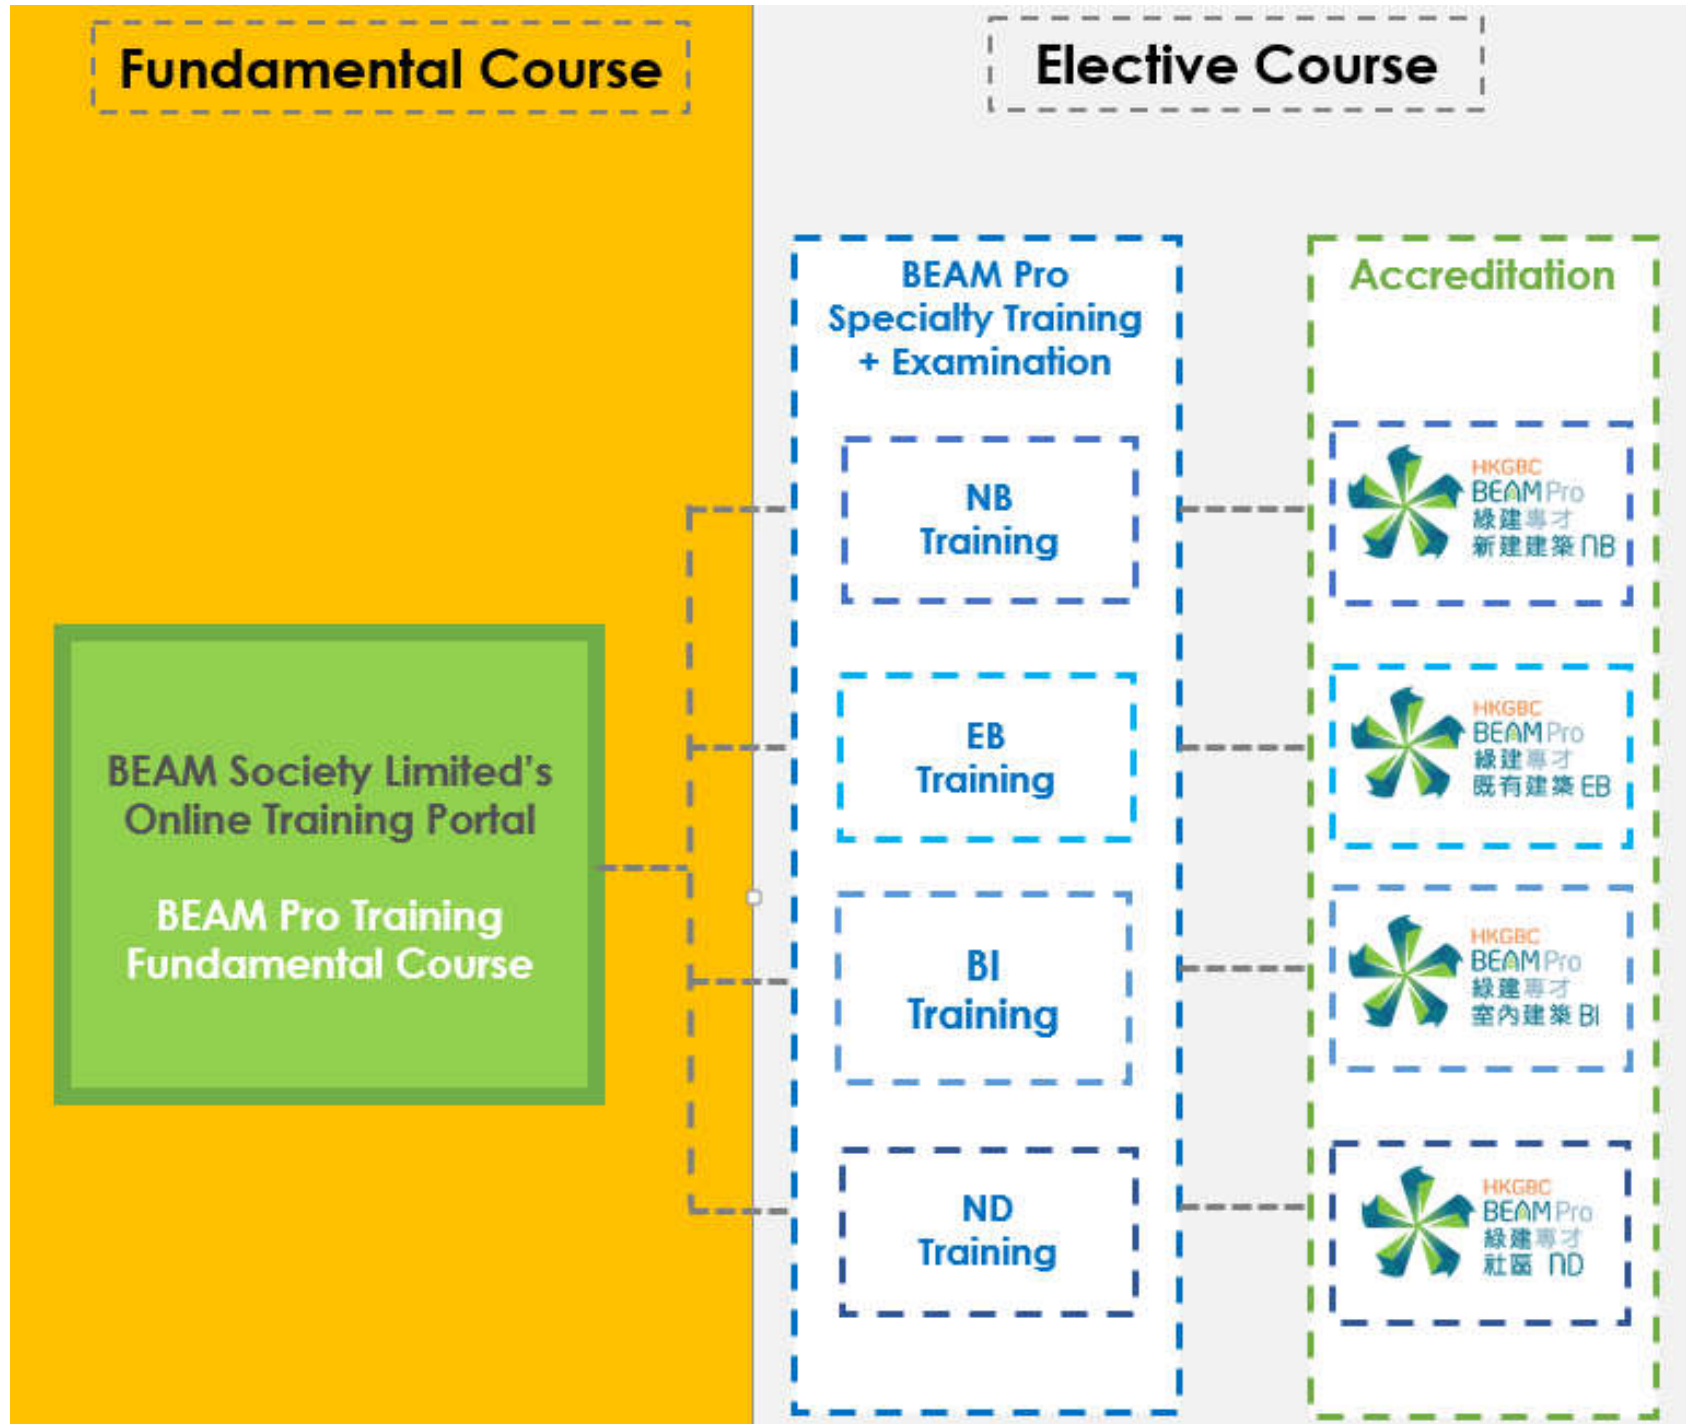 Fundamental Course
Elective Course
BEAM Society Limited's
Online Training Portal
BEAM Pro Training
Fundamental Course
BEAM Pro
Specialty Training
+ Examination
NB
Training
EB
Training
BI
Training
ND
Training
Accreditation
HKGBC
BEAM Pro
綠建專才
新建建築 NB
HKGBC
BEAM Pro
綠建專才
既有建築 EB
HKGBC
BEAM Pro
綠建專才
室內建築 BI
HKGBC
BEAM Pro
綠建專才
社區 ND